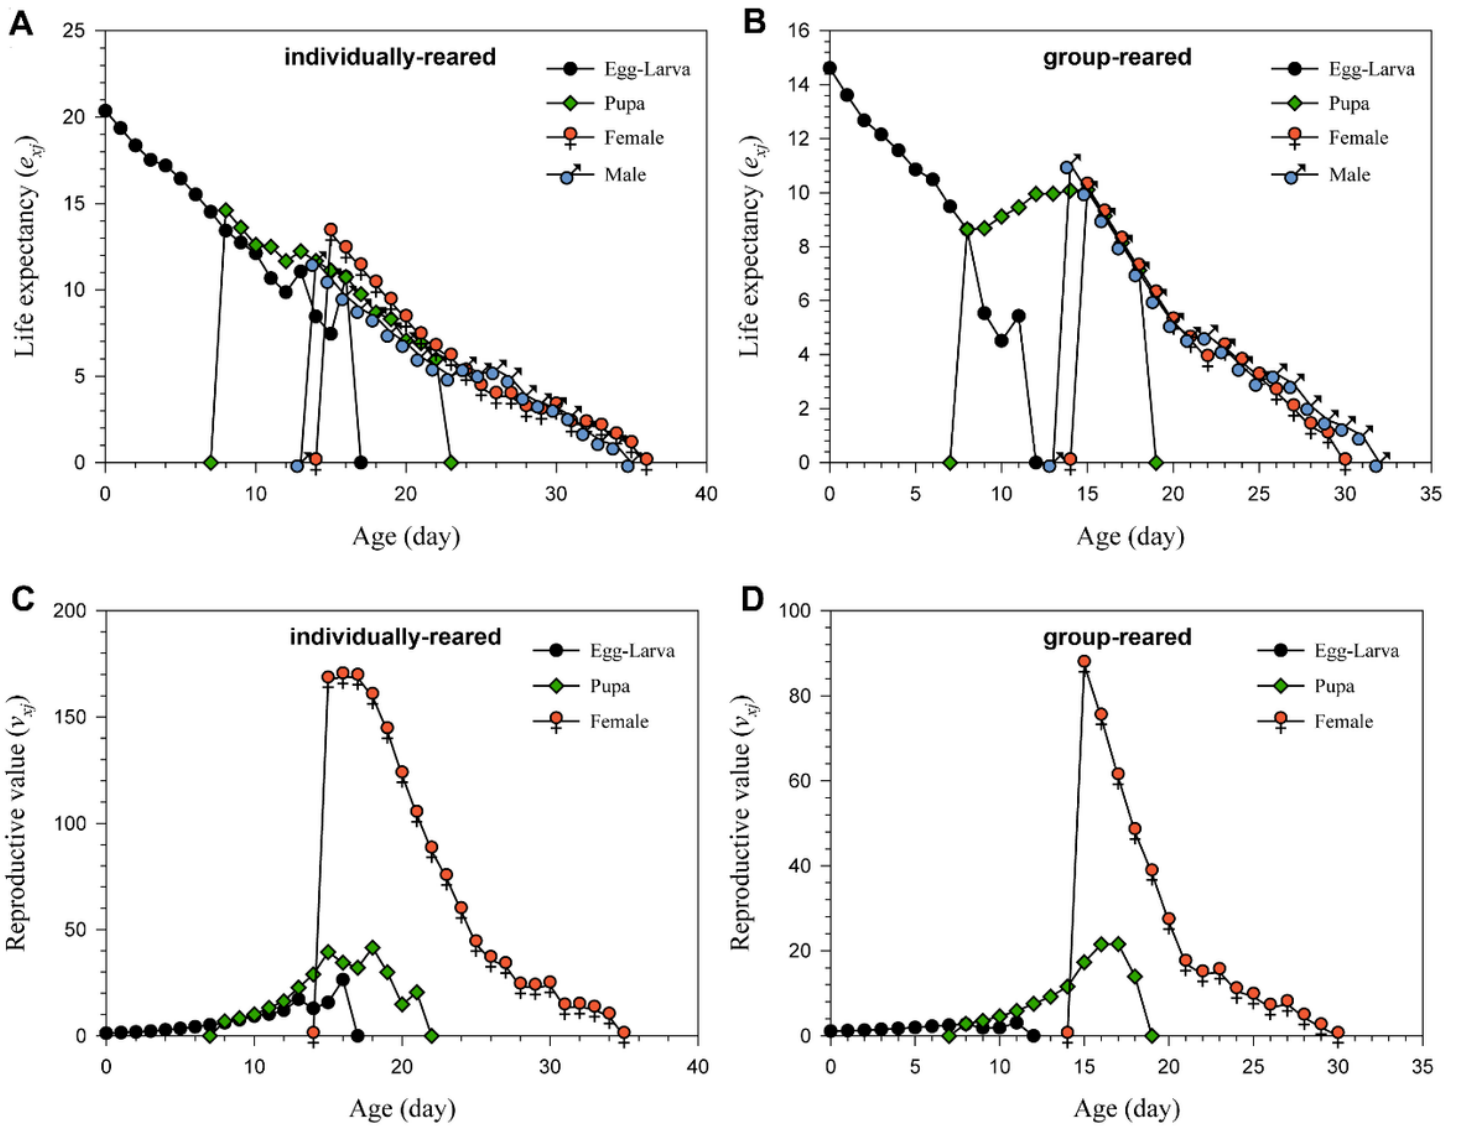 A
individually-reared
Egg-Larva
Pupa
Female
Male
Life expectancy (exj)
25
20
15
10
5
0
0 10 20 30 40
Age (day)
B
group-reared
Egg-Larva
Pupa
Female
Male
Life expectancy (exj)
16
14
12
10
8
6
4
2
0
0 5 10 15 20 25 30 35
Age (day)
C
individually-reared
Egg-Larva
Pupa
Female
Reproductive value (vxj)
200
150
100
50
0
0 10 20 30 40
Age (day)
D
group-reared
Egg-Larva
Pupa
Female
Reproductive value (vxj)
100
80
60
40
20
0
0 5 10 15 20 25 30 35
Age (day)